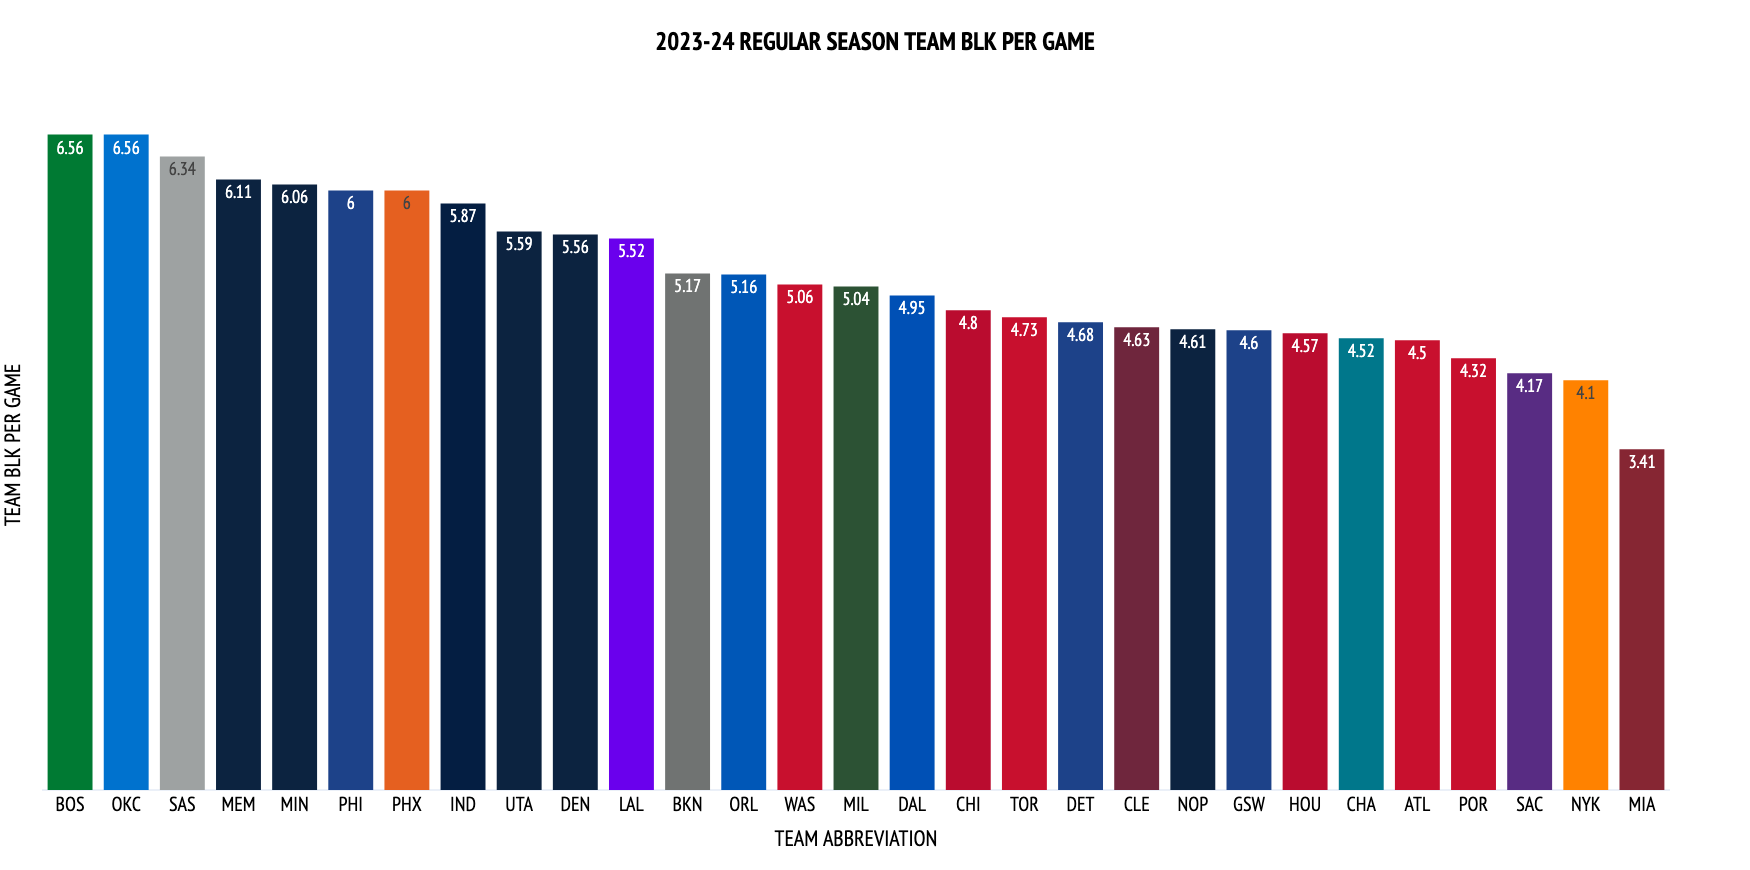 2023-24 REGULAR SEASON TEAM BLK PER GAME
6.56 6.56 6.34 6.11 6.06 6 6 5.87 5.59 5.56 5.52 5.17 5.16 5.06 5.04 4.95 4.8 4.73 4.68 4.63 4.61 4.6 4.57 4.52 4.5 4.32 4.17 4.1 3.41
TEAM BLK PER GAME
BOS OKC SAS MEM MIN PHI PHX IND UTA DEN LAL BKN ORL WAS MIL DAL CHI TOR DET CLE NOP GSW HOU CHA ATL POR SAC NYK MIA
TEAM ABBREVIATION